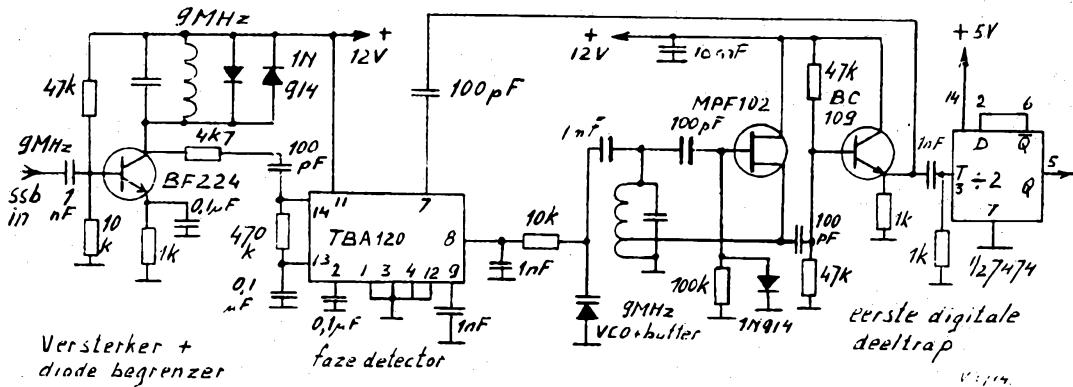 9MHz
+
12V
47k
1N
914
4k7
100
pF
9MHz
ssb
in
1
nF
BF224
0,1µF
10
k
1k
470
k
0,1
µF
14
11
7
TBA120
8
13
2 1 3 4 12 9
0,1µF
1nF
1nF
10k
100pF
+
12V
100nF
1nF
100pF
MPF102
47k
BC
109
100
pF
100k
1N914
47k
1k
1nF
1k
9MHz
VCO+buffer
+5V
14
2
6
D
Q
T
3
÷2
Q
5
7
1/2 7474
Versterker +
diode begrenzer
faze detector
eerste digitale
deeltrap